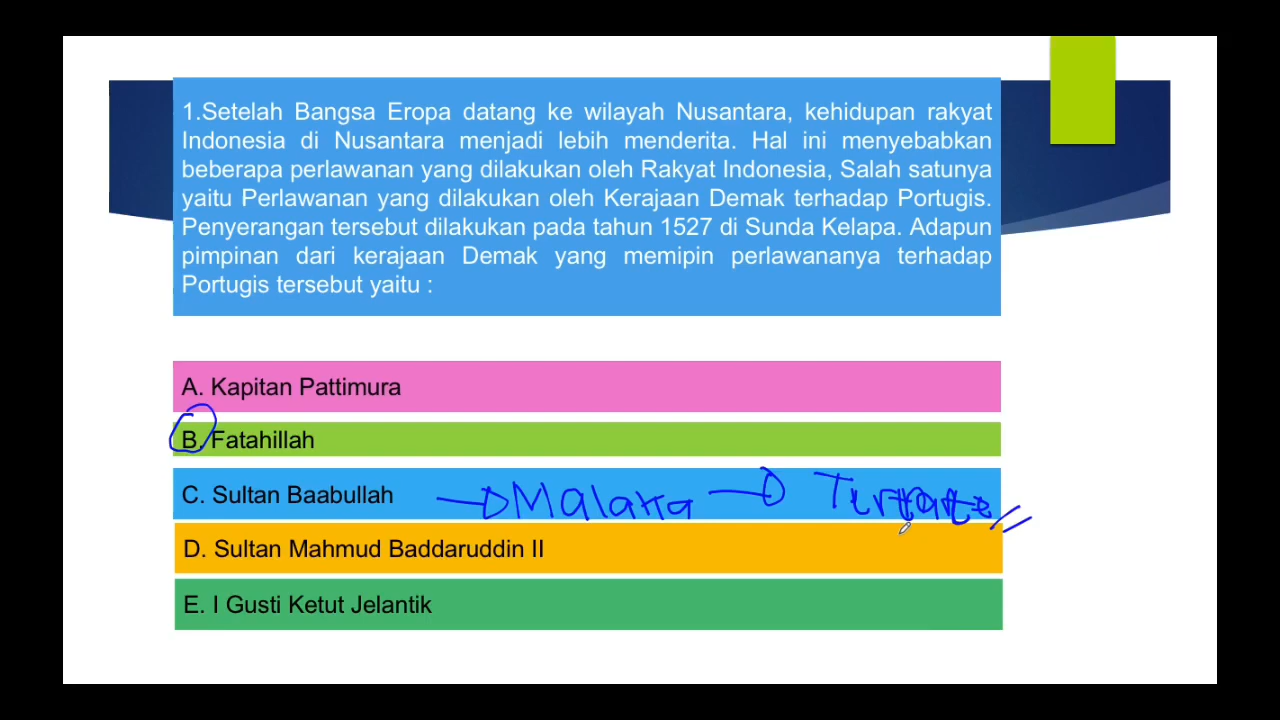 1.Setelah Bangsa Eropa datang ke wilayah Nusantara, kehidupan rakyat
Indonesia di Nusantara menjadi lebih menderita. Hal ini menyebabkan
beberapa perlawanan yang dilakukan oleh Rakyat Indonesia, Salah satunya
yaitu Perlawanan yang dilakukan oleh Kerajaan Demak terhadap Portugis.
Penyerangan tersebut dilakukan pada tahun 1527 di Sunda Kelapa. Adapun
pimpinan dari kerajaan Demak yang memipin perlawananya terhadap
Portugis tersebut yaitu :
A. Kapitan Pattimura
B. Fatahillah
C. Sultan Baabullah Malaka
D. Sultan Mahmud Baddaruddin II
E. I Gusti Ketut Jelantik